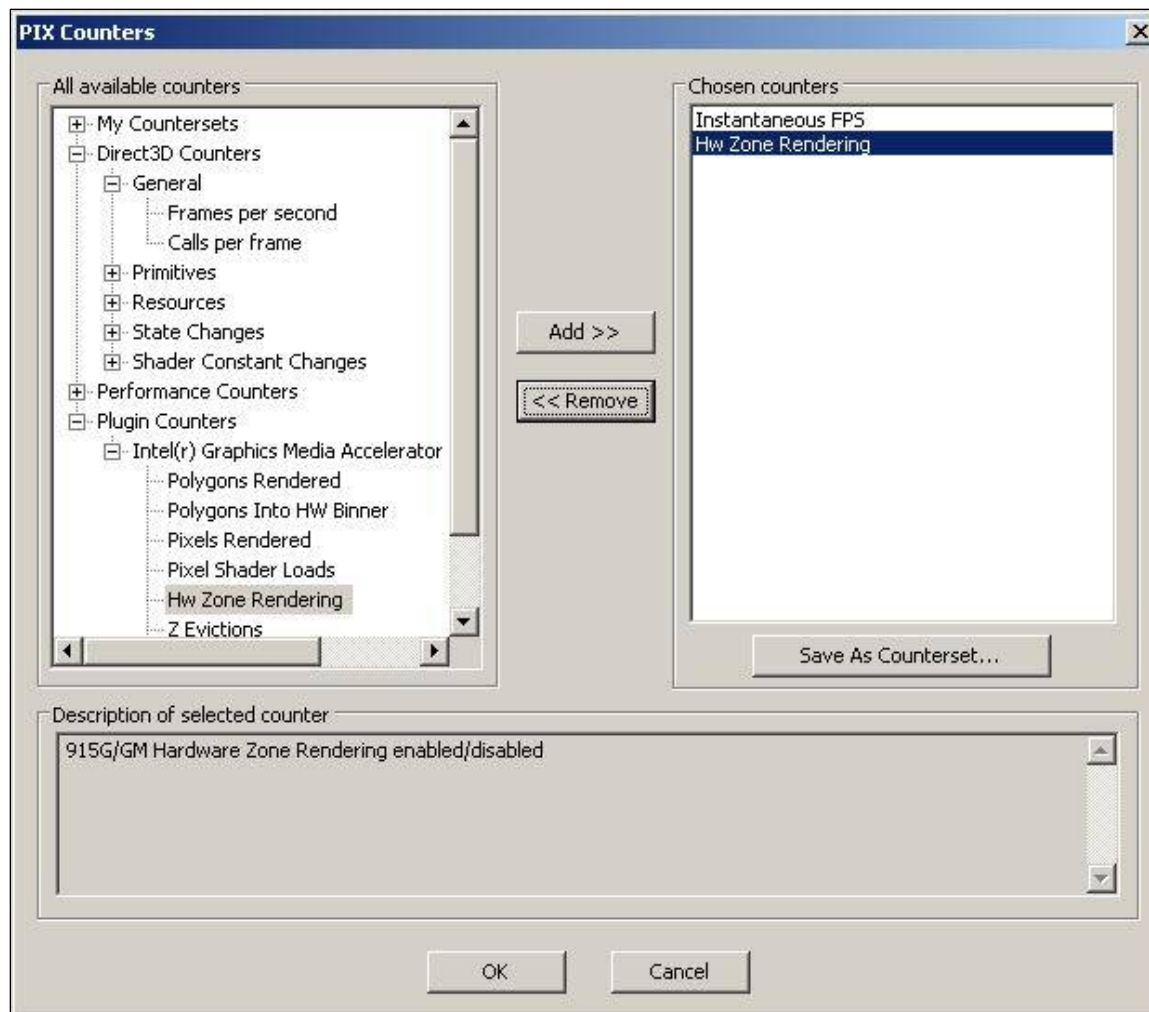 PIX Counters
All available counters
My Countersets
Direct3D Counters
General
Frames per second
Calls per frame
Primitives
Resources
State Changes
Shader Constant Changes
Performance Counters
Plugin Counters
Intel(r) Graphics Media Accelerator
Polygons Rendered
Polygons Into HW Binner
Pixels Rendered
Pixel Shader Loads
Hw Zone Rendering
Z Evictions
Add >>
<< Remove
Chosen counters
Instantaneous FPS
Hw Zone Rendering
Save As Counterset...
Description of selected counter
915G/GM Hardware Zone Rendering enabled/disabled
OK
Cancel